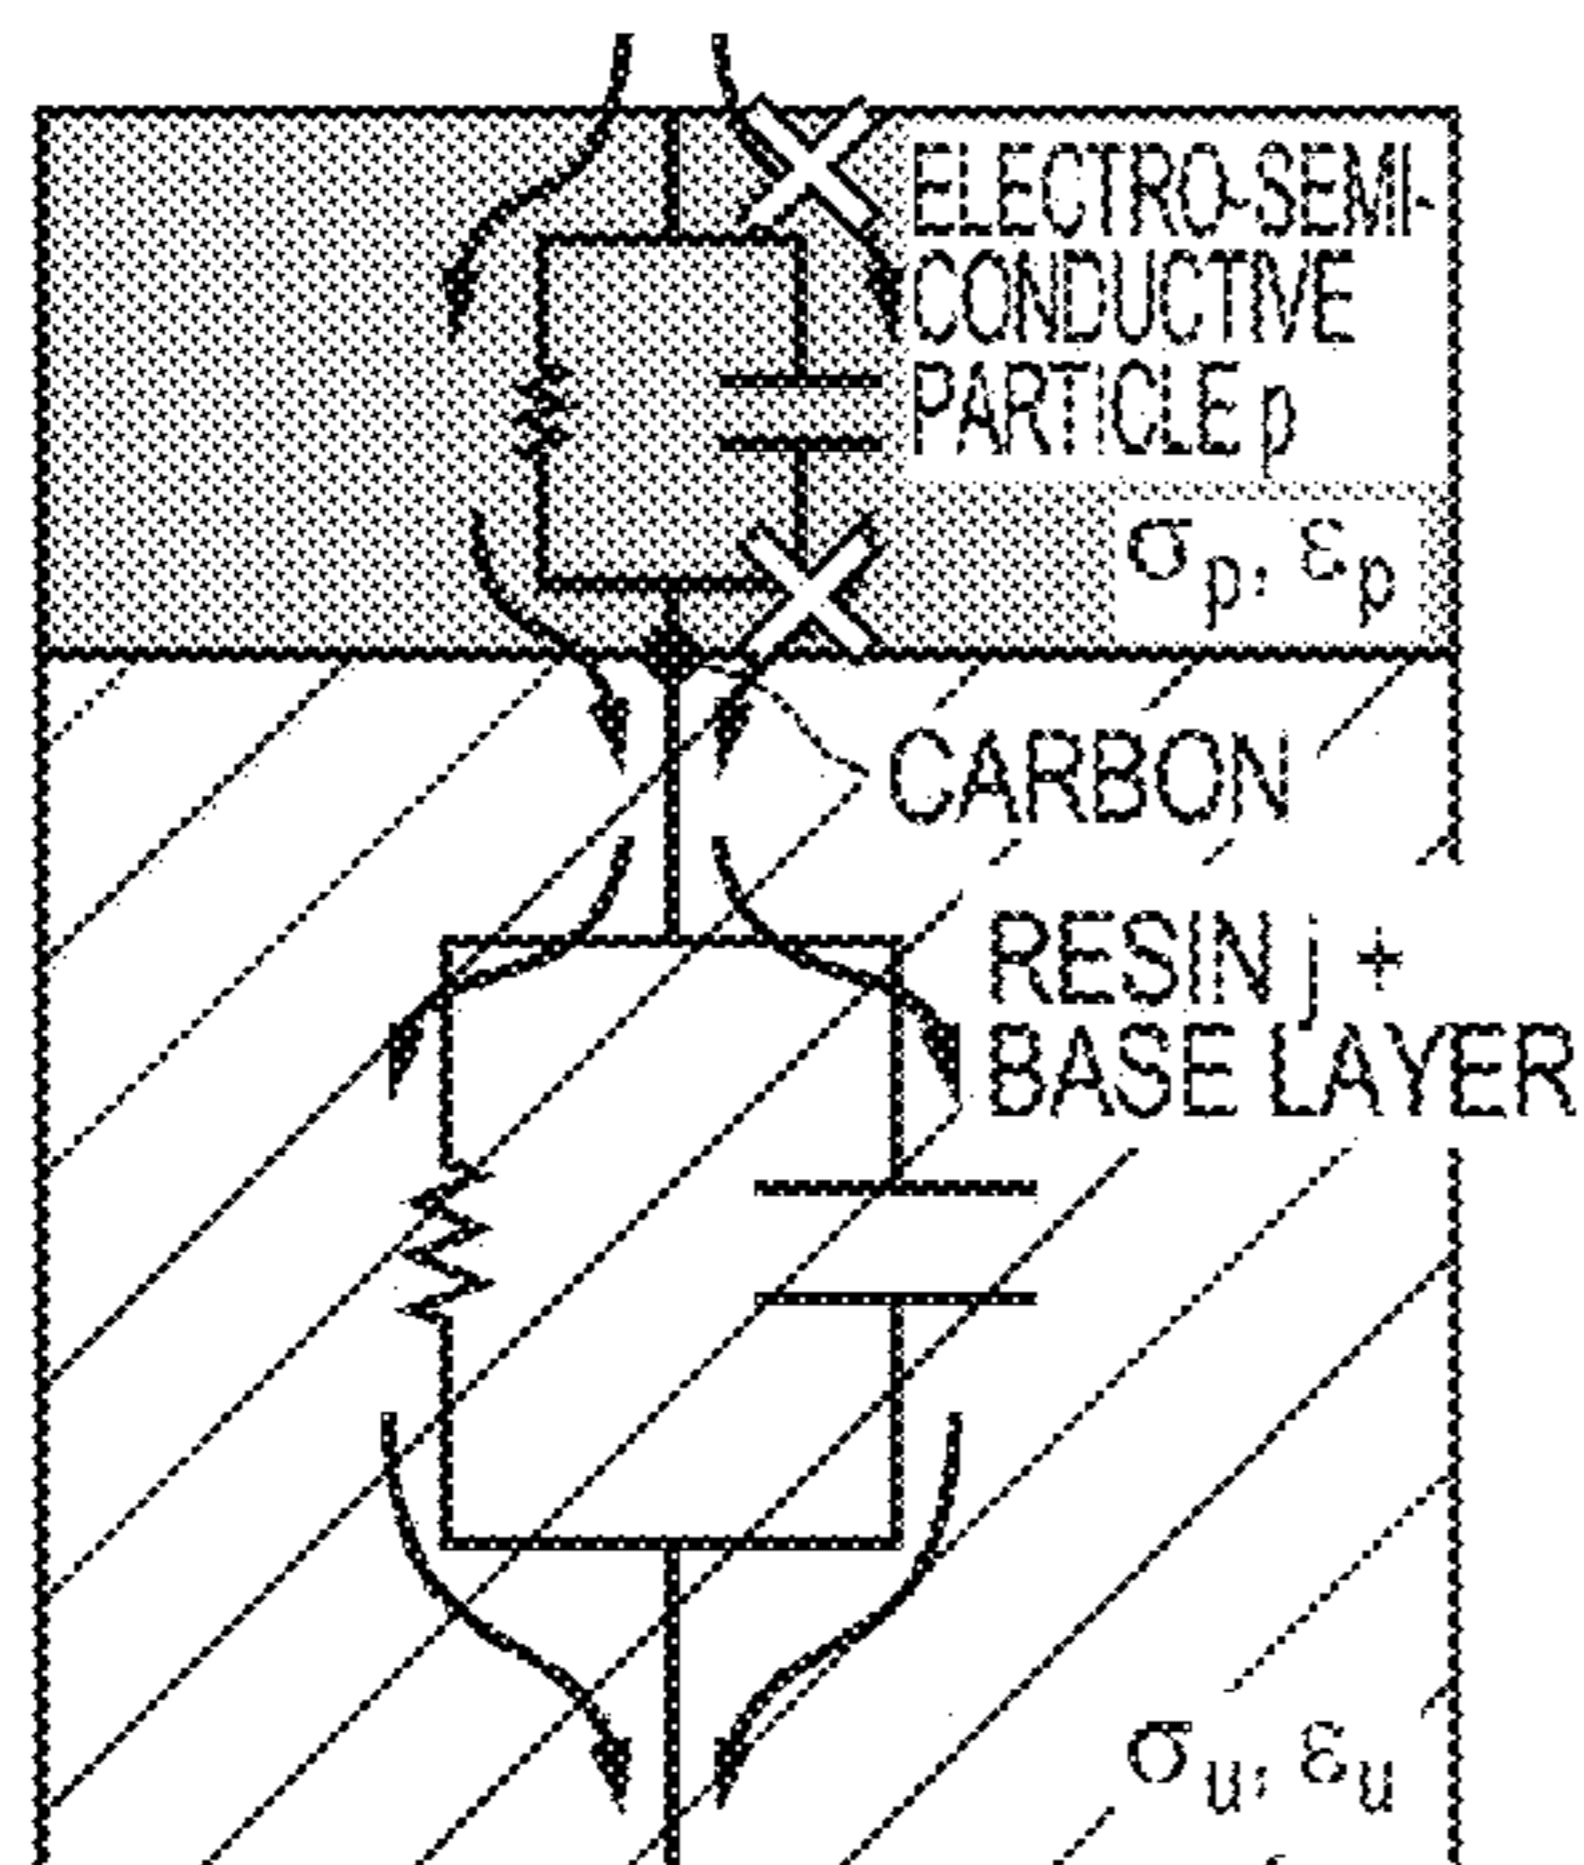 ELECTRO-SEMI-
CONDUCTIVE
PARTICLE p
σp, εp
CARBON
RESIN j +
BASE LAYER
σu, εu